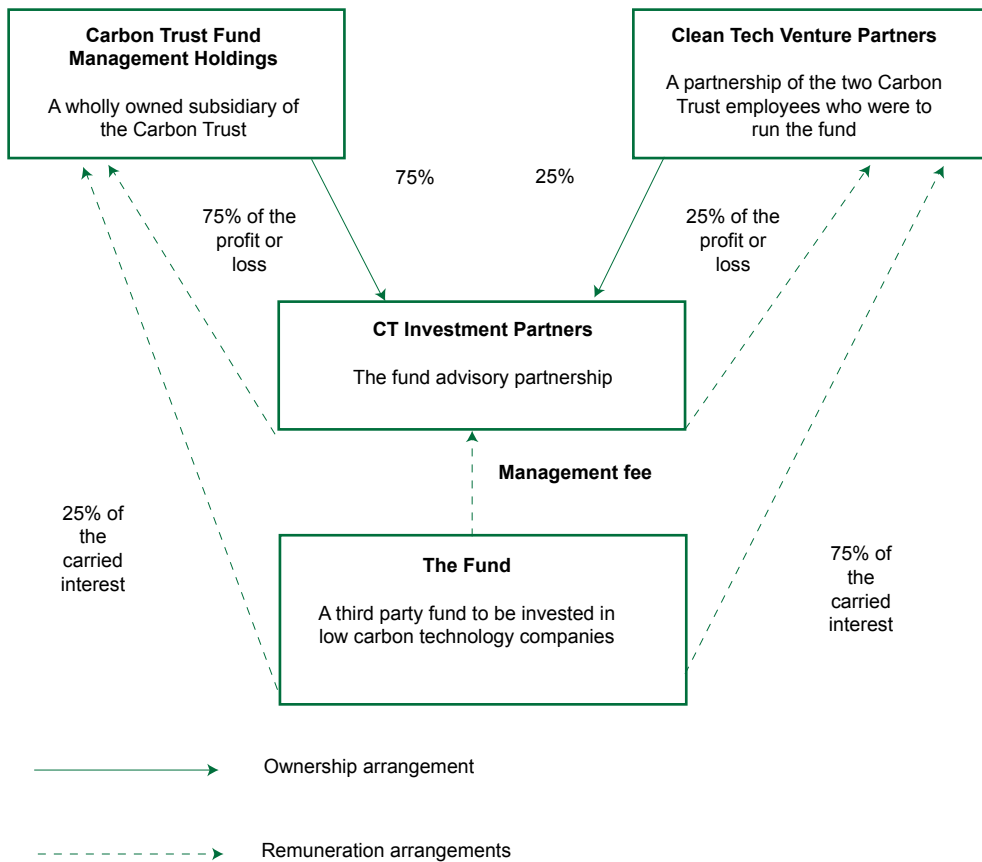 Carbon Trust Fund
Management Holdings
A wholly owned subsidiary of
the Carbon Trust
Clean Tech Venture Partners
A partnership of the two Carbon
Trust employees who were to
run the fund
75%
25%
75% of the
profit or
loss
25% of the
profit or
loss
CT Investment Partners
The fund advisory partnership
Management fee
25% of
the
carried
interest
The Fund
A third party fund to be invested in
low carbon technology companies
75% of
the
carried
interest
Ownership arrangement
Remuneration arrangements